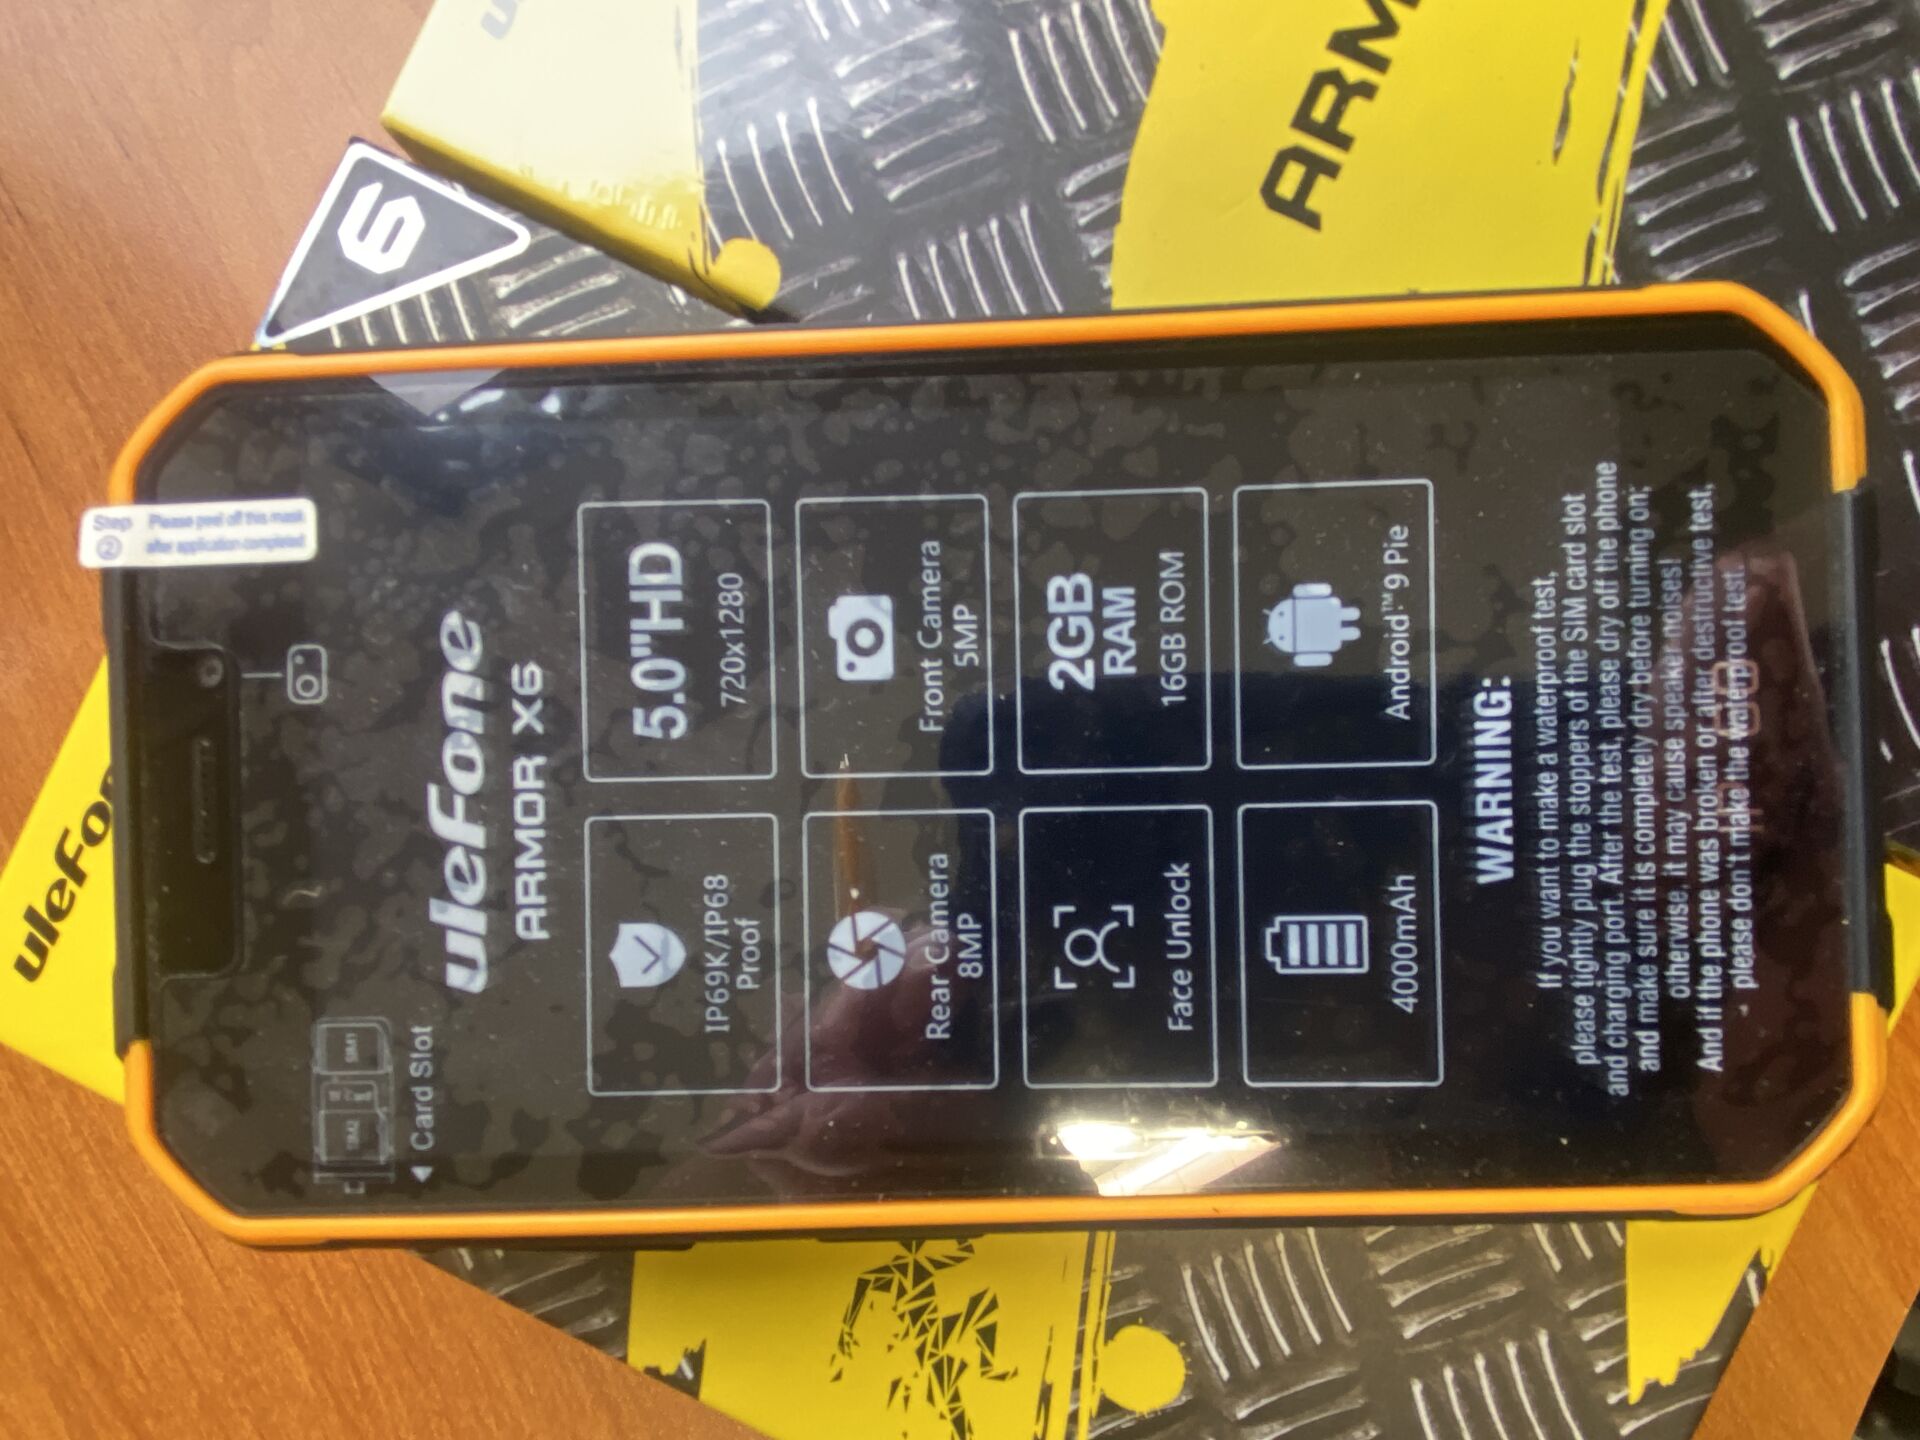 Step
2
Please peel off this mask
after application completed
SIM2
SIM1
◄ Card Slot
uleFone
ARMOR X6
IP69K/IP68
Proof
5.0"HD
720x1280
Rear Camera
8MP
Front Camera
5MP
Face Unlock
2GB
RAM
16GB ROM
4000mAh
Android™9 Pie
WARNING:
If you want to make a waterproof test,
please tightly plug the stoppers of the SIM card slot
and charging port. After the test, please dry off the phone
and make sure it is completely dry before turning on;
otherwise, it may cause speaker noises!
And if the phone was broken or after destructive test,
please don't make the waterproof test.
uleFo
ARM
6